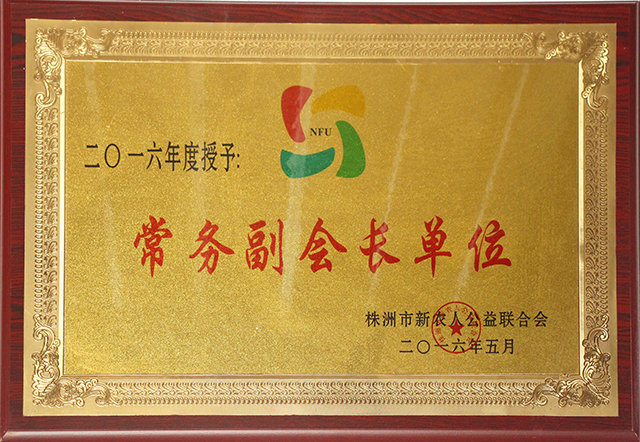 NFU
二〇一六年度授予:
常务副会长单位
株洲市新农人公益联合会
二〇一六年五月